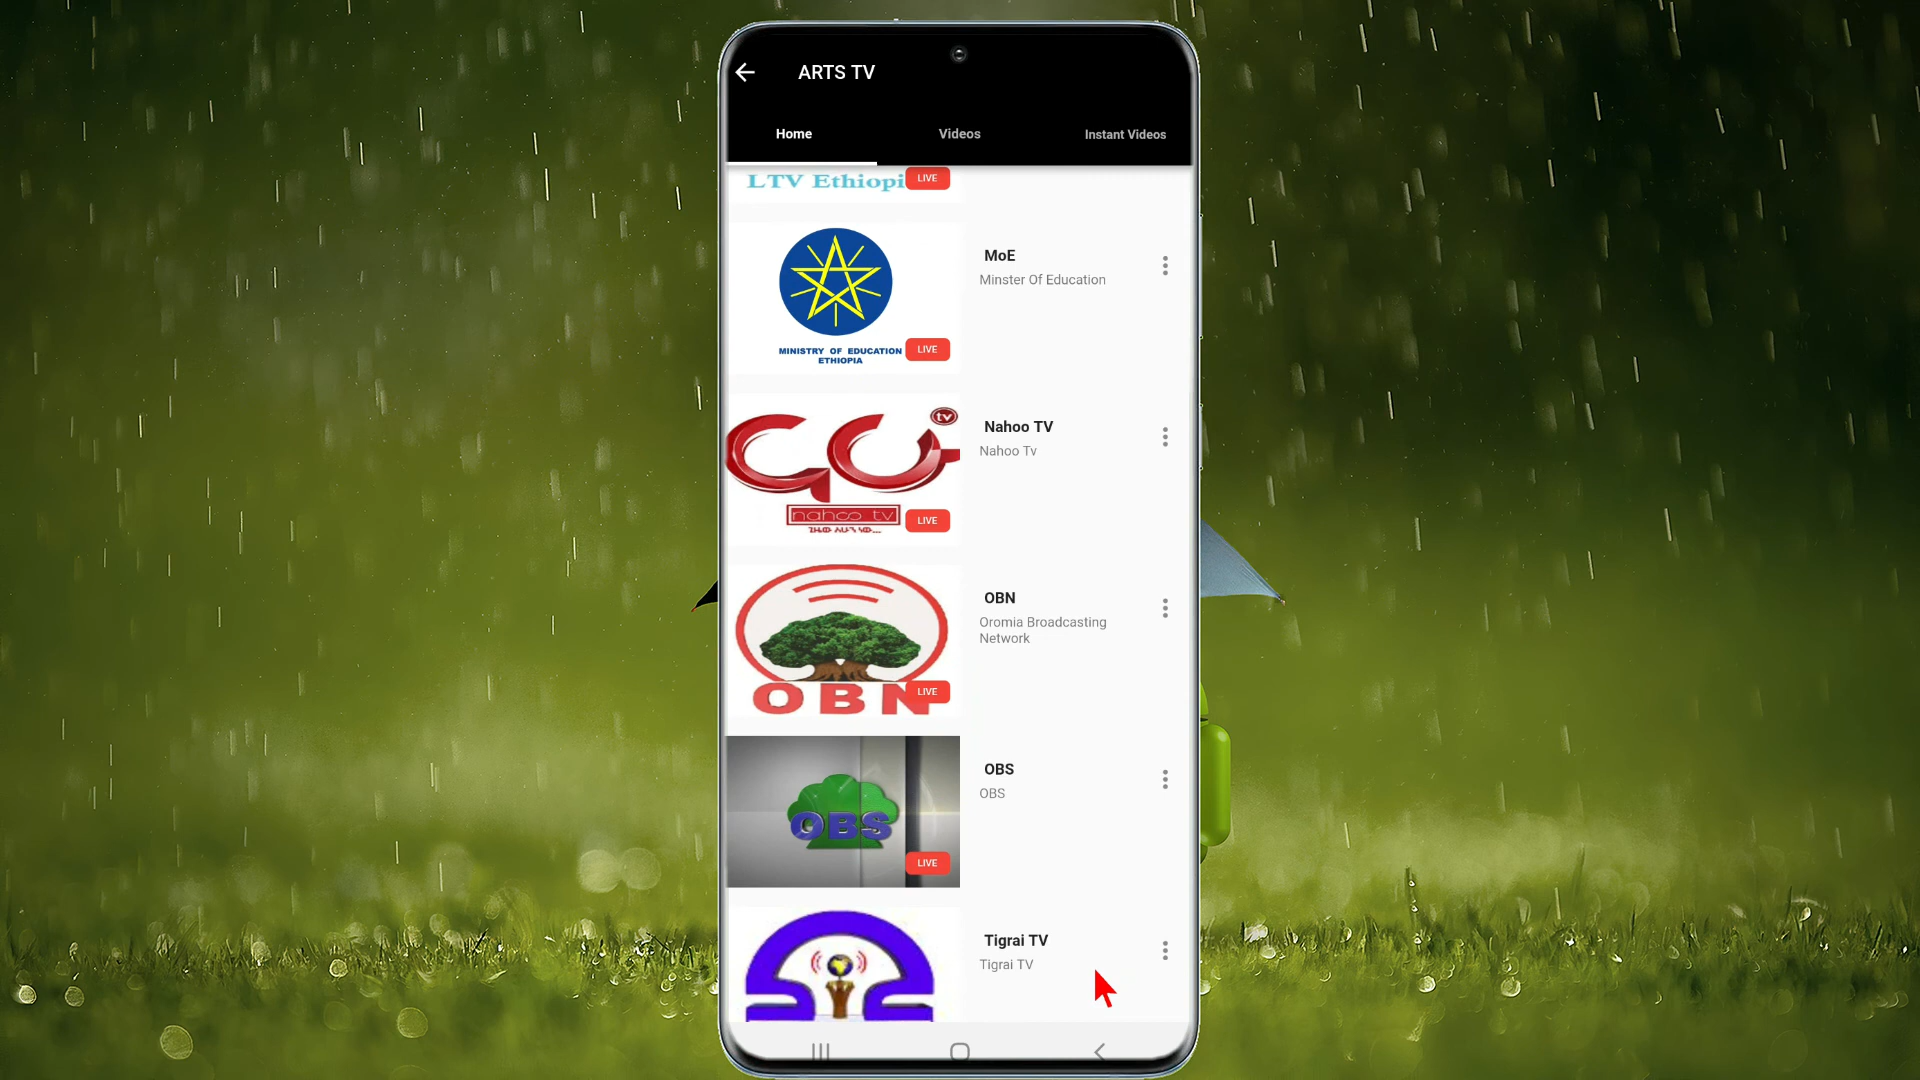 ARTS TV
Home
Videos
Instant Videos
LTV Ethiopi
LIVE
MINISTRY OF EDUCATION
ETHIOPIA
LIVE
MoE
Minster Of Education
tv
nahoo tv
LIVE
Nahoo TV
Nahoo Tv
OBN
LIVE
OBN
Oromia Broadcasting
Network
OBS
LIVE
OBS
OBS
Tigrai TV
Tigrai TV